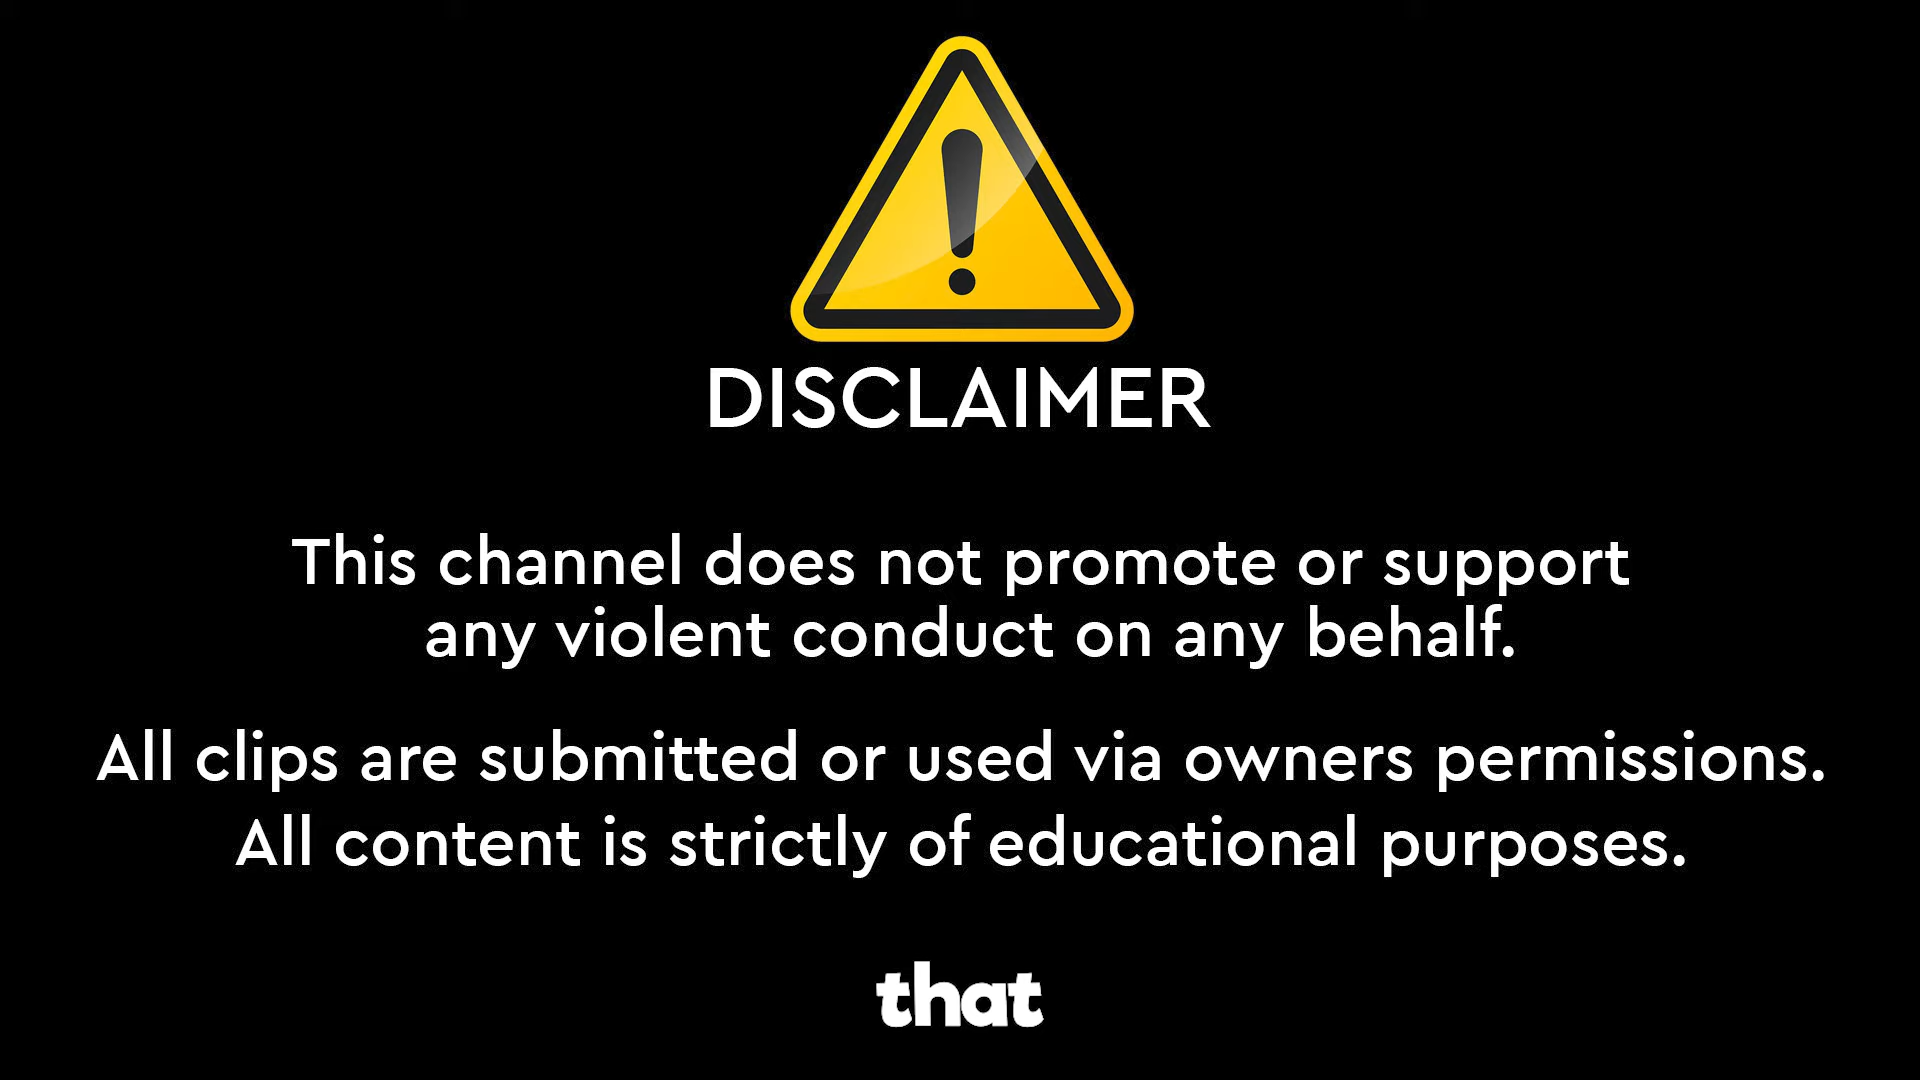 DISCLAIMER
This channel does not promote or support
any violent conduct on any behalf.
All clips are submitted or used via owners permissions.
All content is strictly of educational purposes.
that